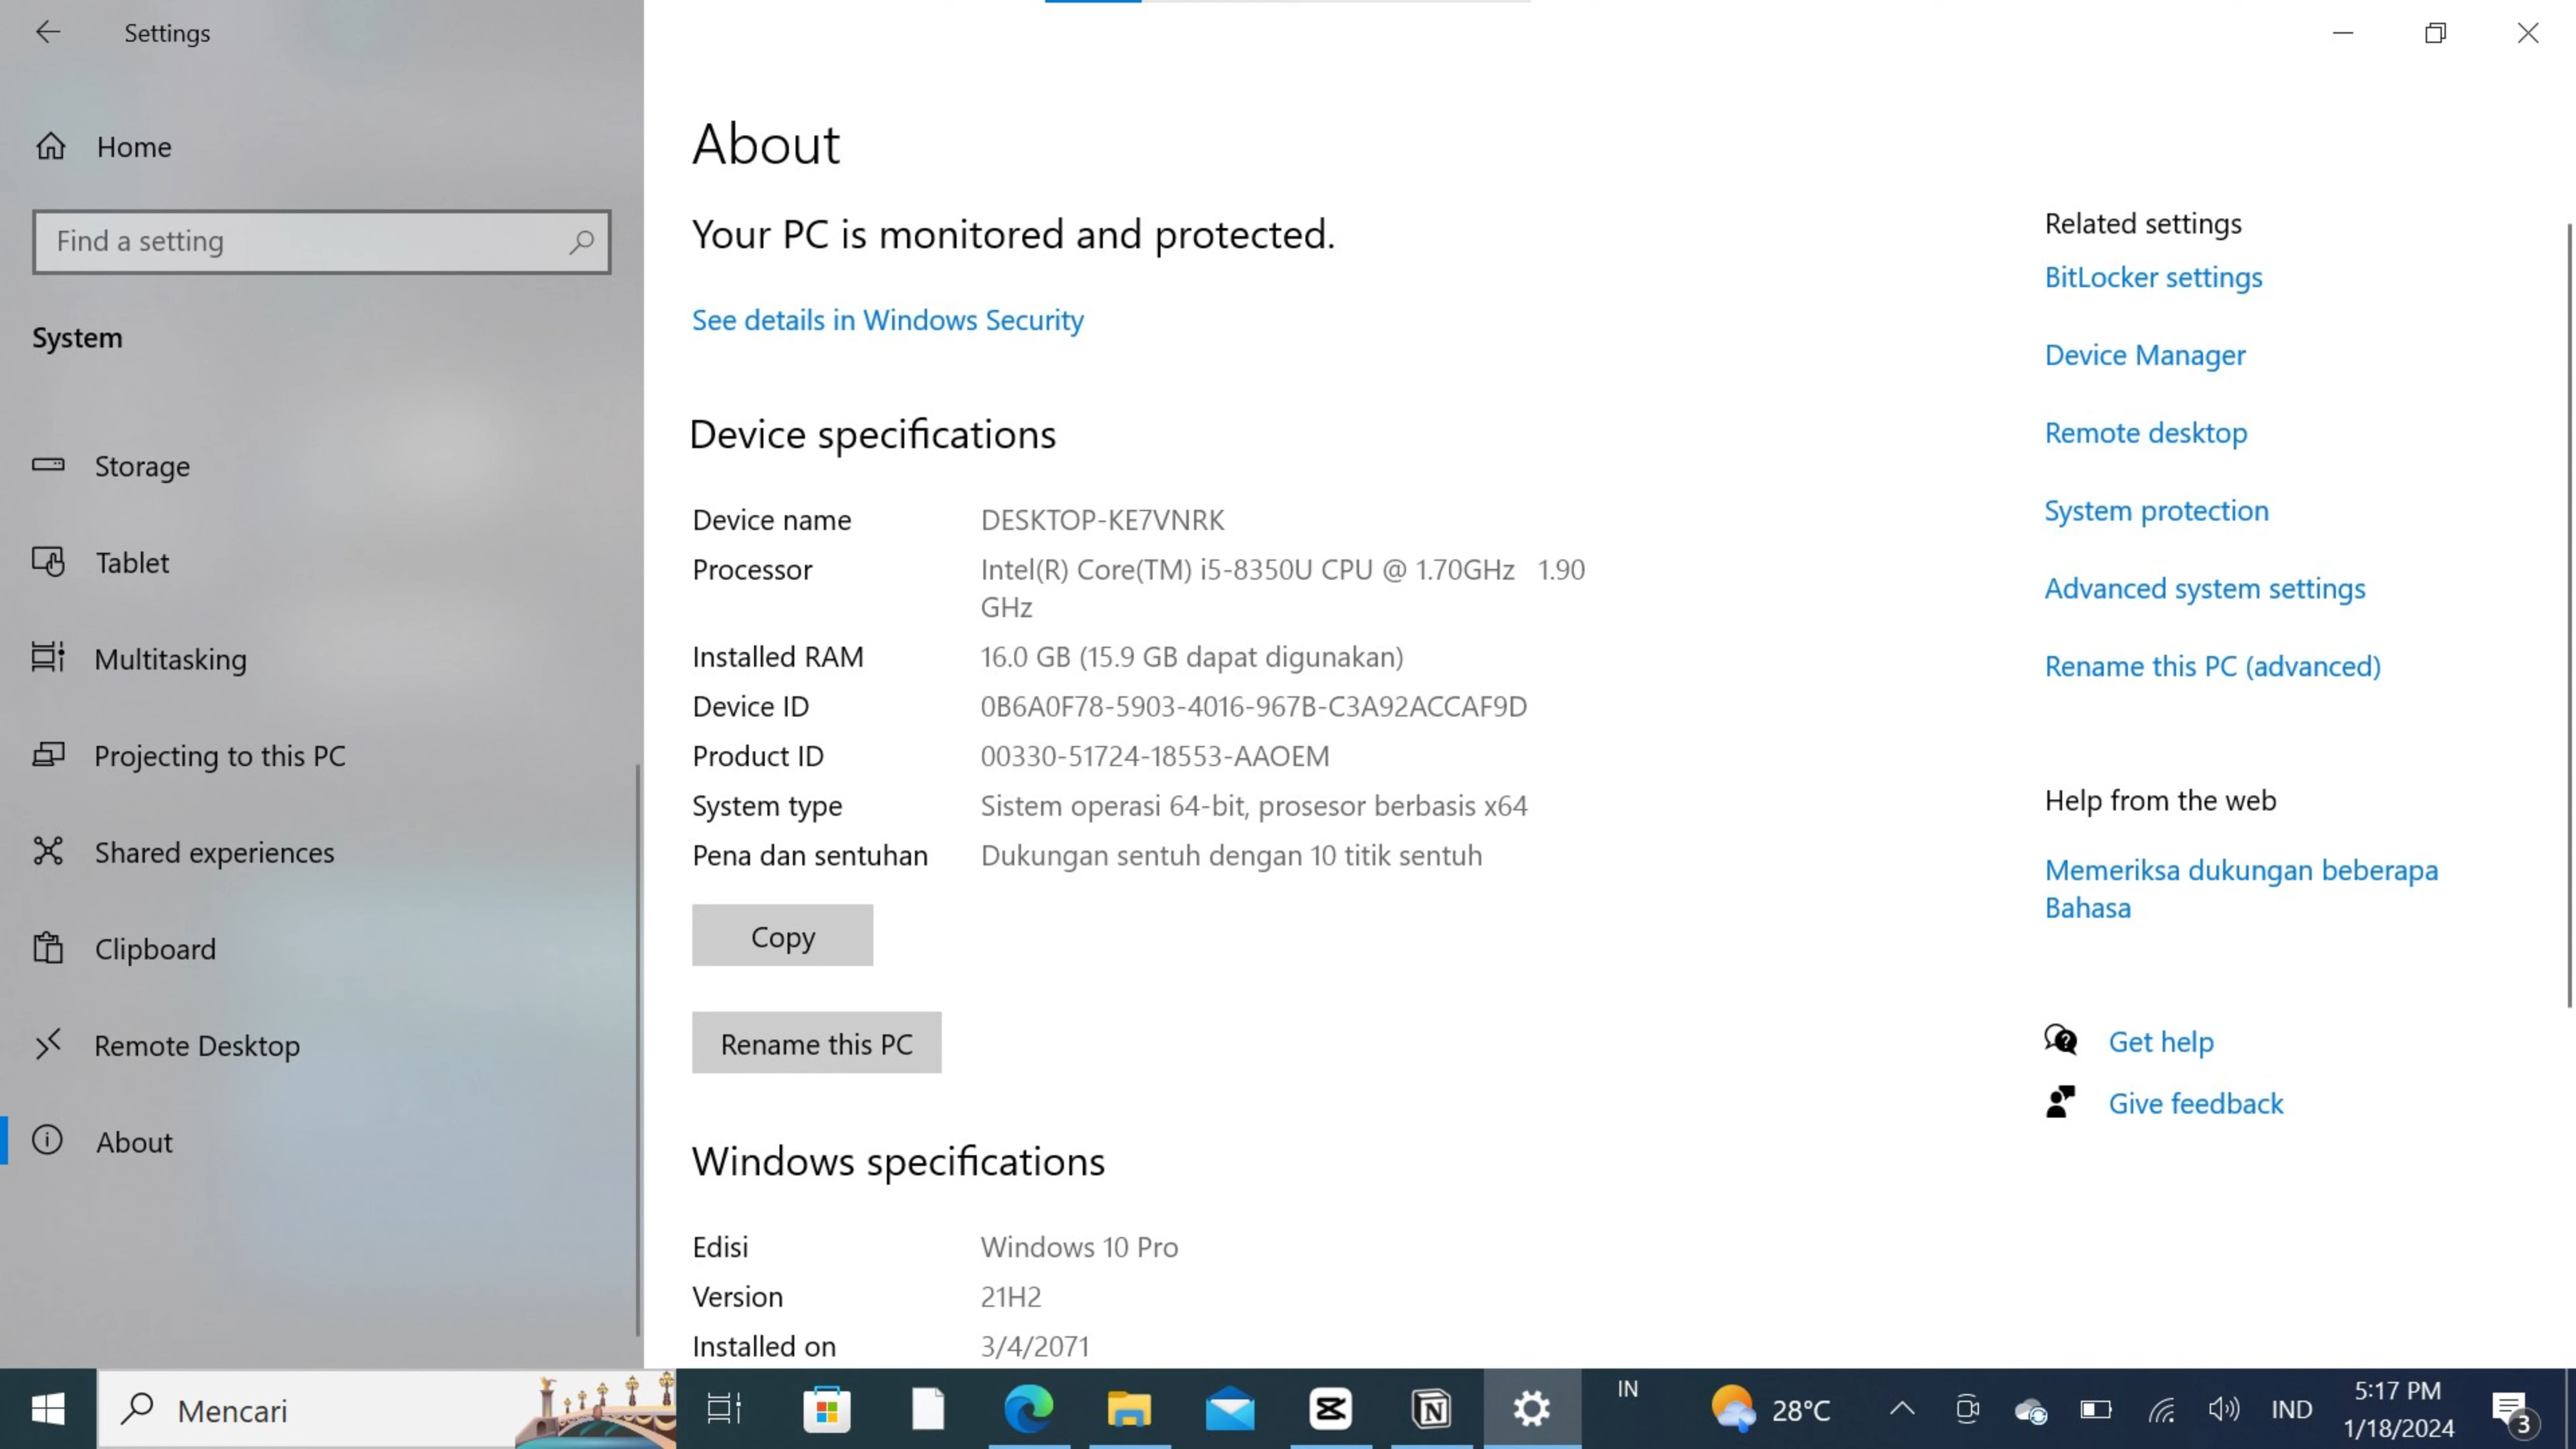 Settings
Home
Find a setting
System
Storage
Tablet
Multitasking
Projecting to this PC
Shared experiences
Clipboard
Remote Desktop
About
About
Your PC is monitored and protected.
See details in Windows Security
Device specifications
Device name DESKTOP-KE7VNRK
Processor Intel(R) Core(TM) i5-8350U CPU @ 1.70GHz 1.90
GHz
Installed RAM 16.0 GB (15.9 GB dapat digunakan)
Device ID 0B6A0F78-5903-4016-967B-C3A92ACCAF9D
Product ID 00330-51724-18553-AAOEM
System type Sistem operasi 64-bit, prosesor berbasis x64
Pena dan sentuhan Dukungan sentuh dengan 10 titik sentuh
Copy
Rename this PC
Windows specifications
Edisi Windows 10 Pro
Version 21H2
Installed on 3/4/2071
Related settings
BitLocker settings
Device Manager
Remote desktop
System protection
Advanced system settings
Rename this PC (advanced)
Help from the web
Memeriksa dukungan beberapa
Bahasa
Get help
Give feedback
Mencari
IN
28°C
IND
5:17 PM
1/18/2024
3